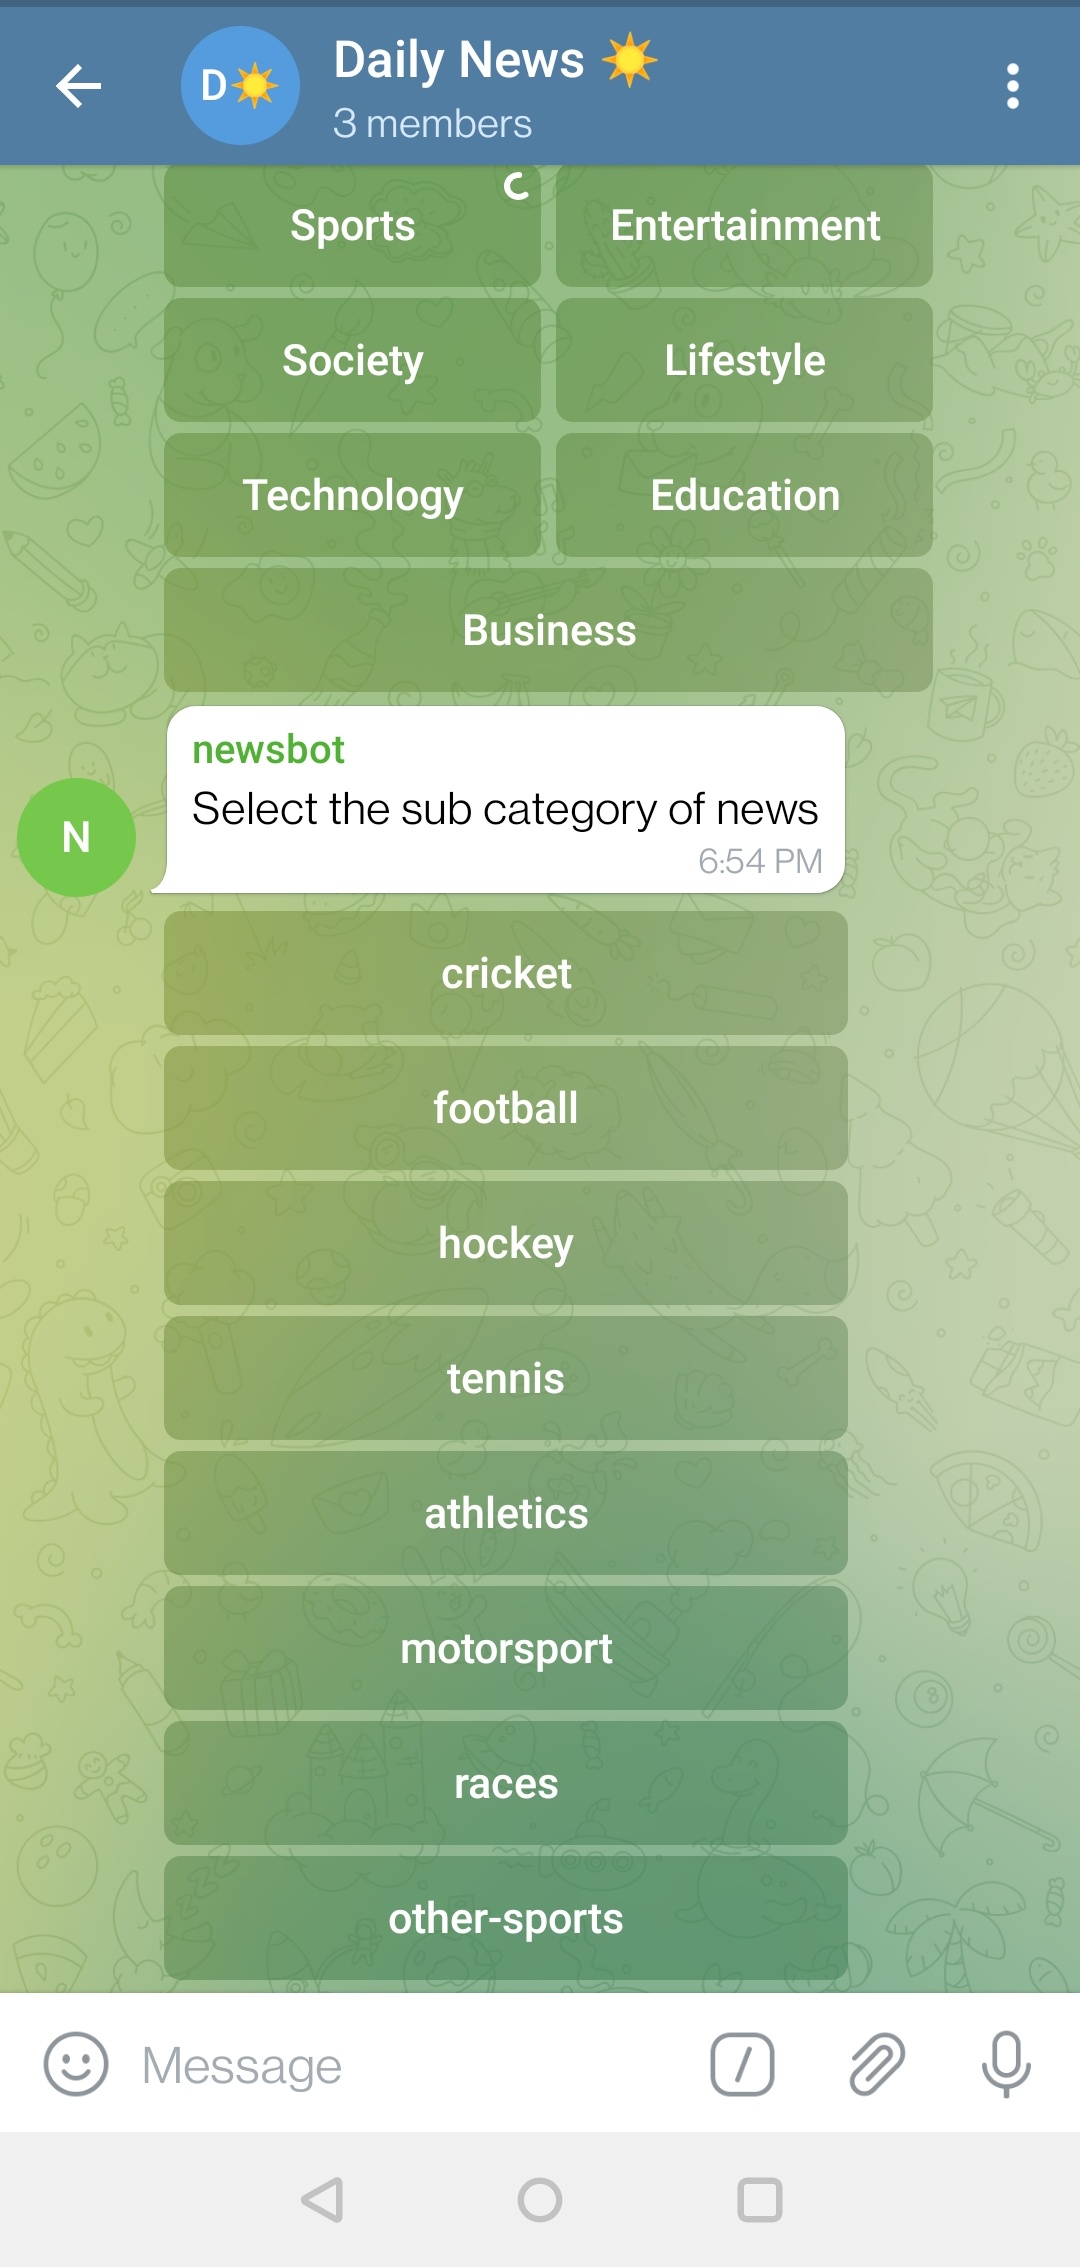 D☀️
Daily News ☀️
3 members
Sports
Entertainment
Society
Lifestyle
Technology
Education
Business
newsbot
N
Select the sub category of news
6:54 PM
cricket
football
hockey
tennis
athletics
motorsport
races
other-sports
Message